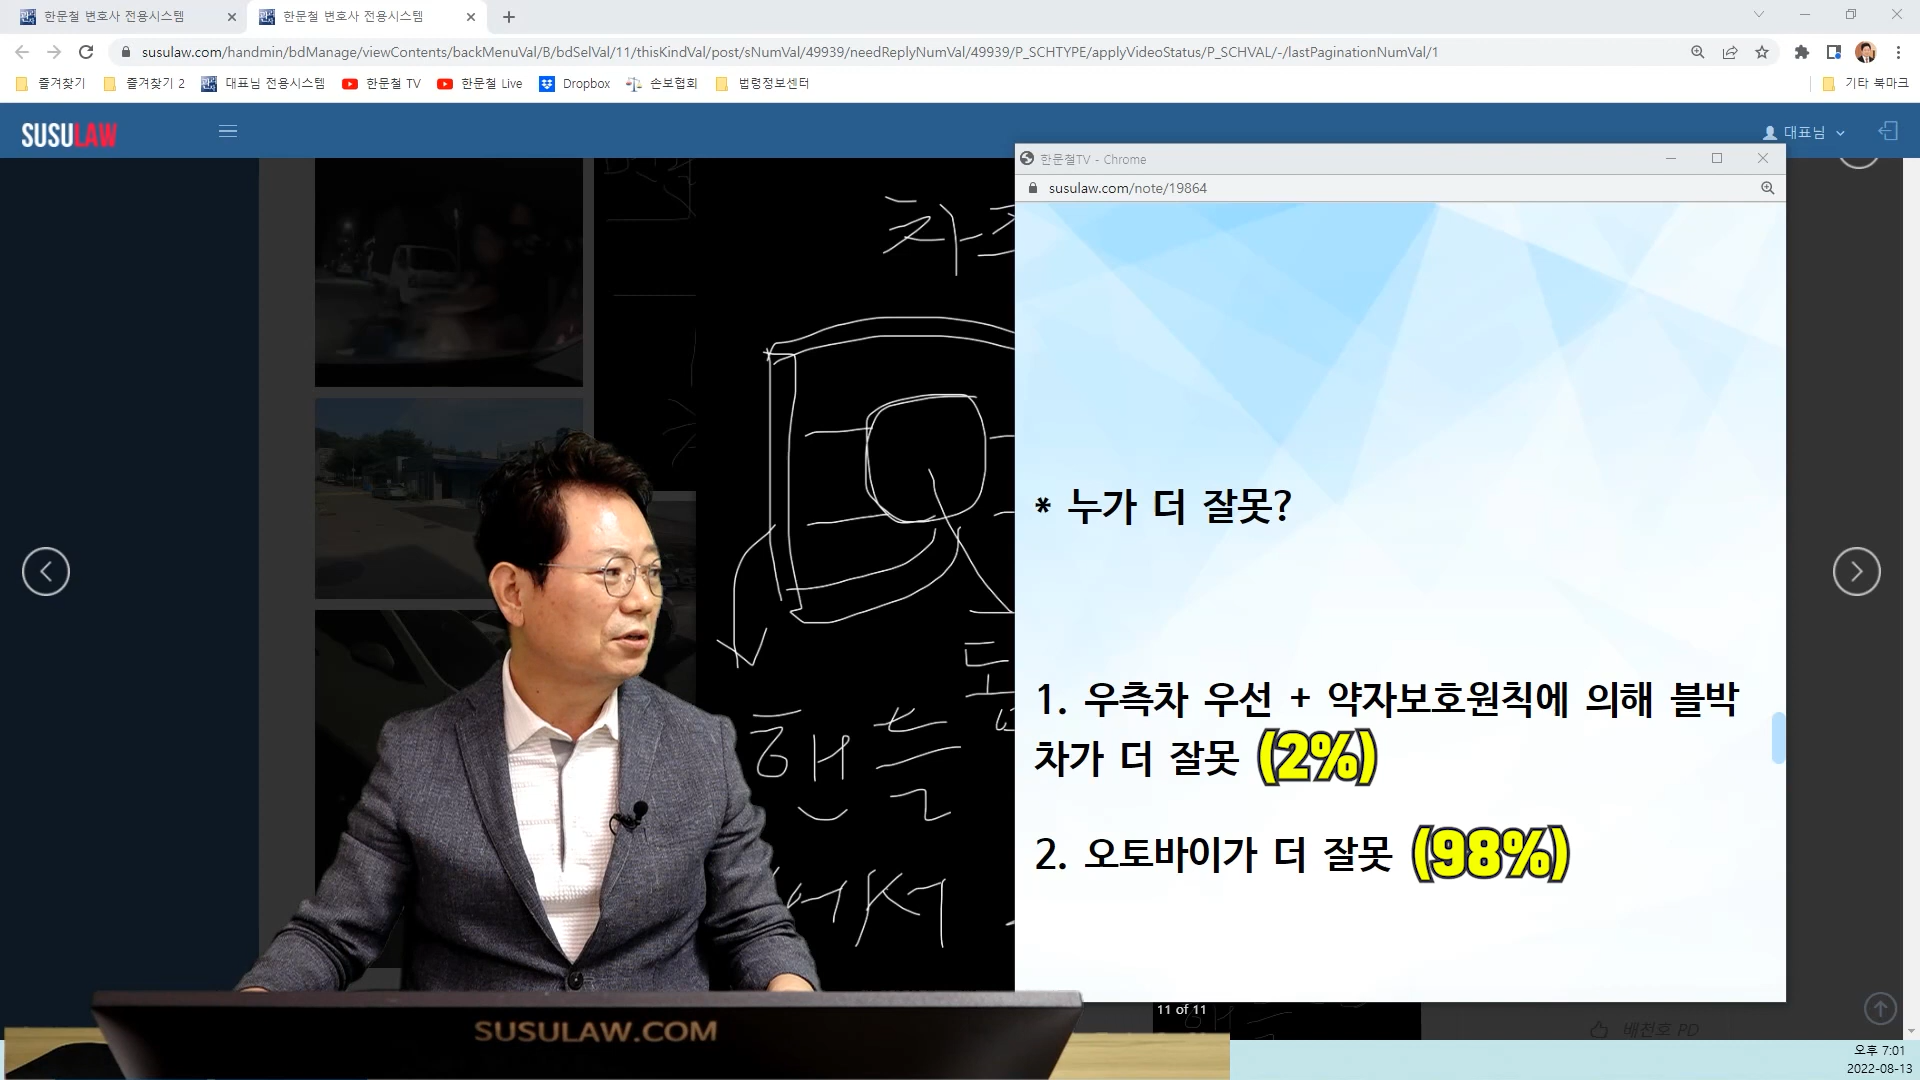 한문철 변호사 전용시스템
한문철 변호사 전용시스템
susulaw.com/handmin/bdManage/viewContents/backMenuVal/B/bdSelVal/11/thisKindVal/post/sNumVal/49939/needReplyNumVal/49939/P_SCHTYPE/applyVideoStatus/P_SCHVAL/-/lastPaginationNumVal/1
즐겨찾기 즐겨찾기 2 대표님 전용시스템 한문철 TV 한문철 Live Dropbox 손보협회 법령정보센터 기타 북마크
SUSULAW 대표님
한문철TV - Chrome
susulaw.com/note/19864
* 누가 더 잘못?
1. 우측차 우선 + 약자보호원칙에 의해 블박
차가 더 잘못 (2%)
2. 오토바이가 더 잘못 (98%)
핸들
11 of 11
배천호 PD
SUSULAW.COM
오후 7:01
2022-08-13